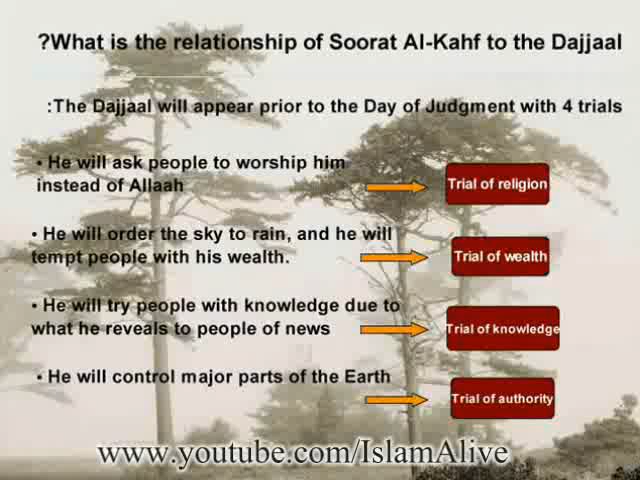 ?What is the relationship of Soorat Al-Kahf to the Dajjaal
:The Dajjaal will appear prior to the Day of Judgment with 4 trials
• He will ask people to worship him
instead of Allaah
Trial of religion
• He will order the sky to rain, and he will
tempt people with his wealth.
Trial of wealth
• He will try people with knowledge due to
what he reveals to people of news
Trial of knowledge
• He will control major parts of the Earth
Trial of authority
www.youtube.com/IslamAlive